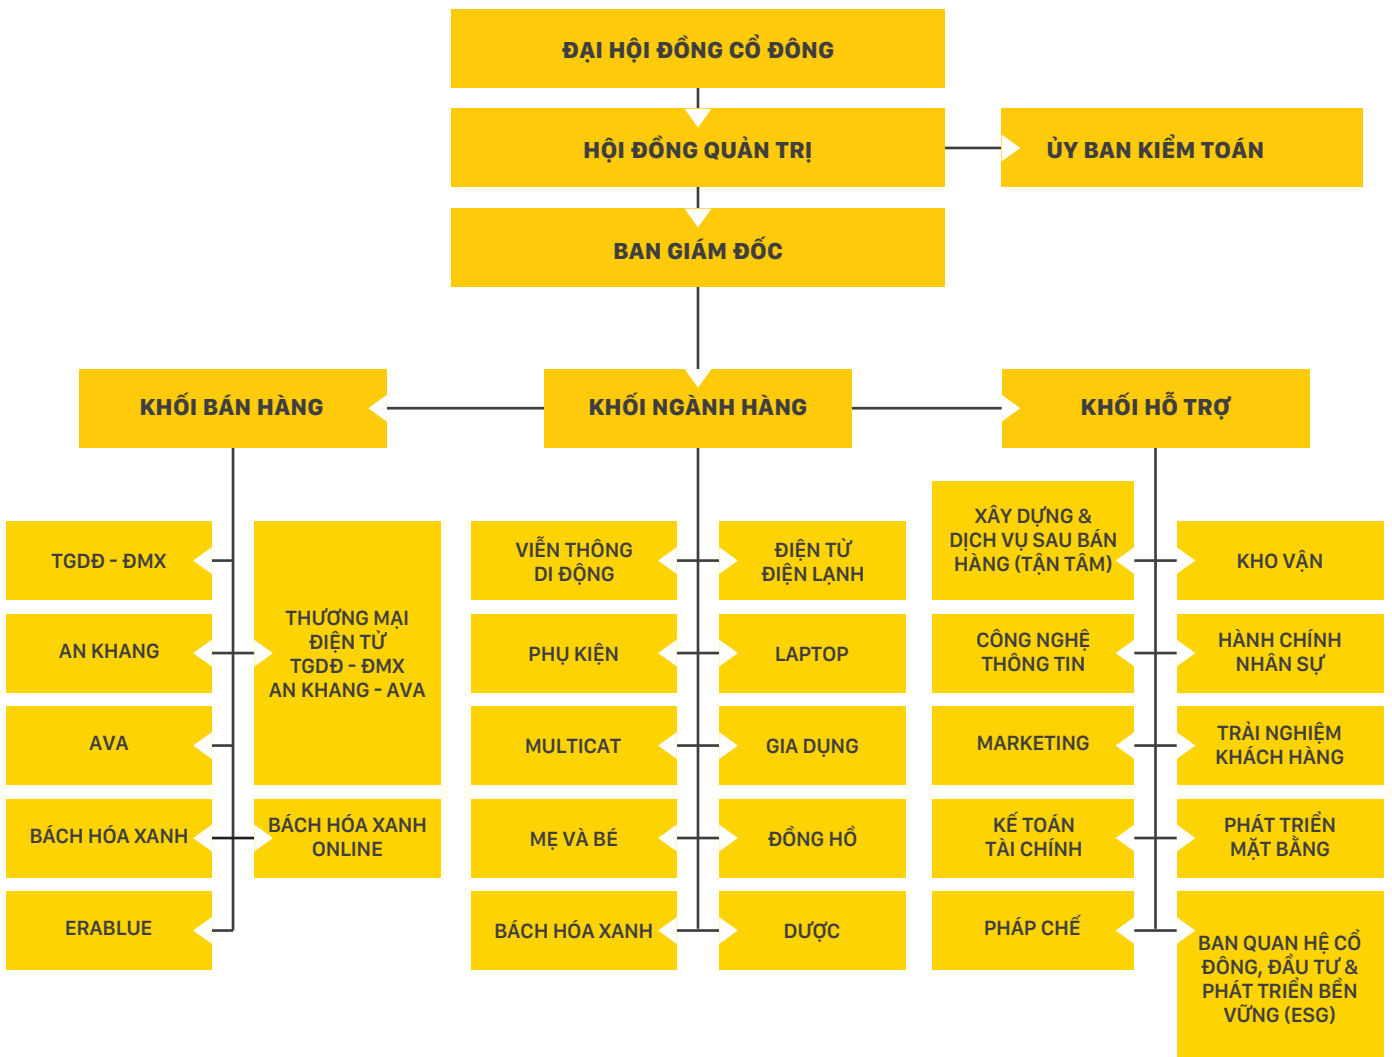 ĐẠI HỘI ĐỒNG CỔ ĐÔNG
HỘI ĐỒNG QUẢN TRỊ
ỦY BAN KIỂM TOÁN
BAN GIÁM ĐỐC
KHỐI BÁN HÀNG
KHỐI NGÀNH HÀNG
KHỐI HỖ TRỢ
TGDĐ - ĐMX
AN KHANG
AVA
BÁCH HÓA XANH
ERABLUE
THƯƠNG MẠI
ĐIỆN TỬ
TGDĐ - ĐMX
AN KHANG - AVA
BÁCH HÓA XANH
ONLINE
VIỄN THÔNG
DI ĐỘNG
PHỤ KIỆN
MULTICAT
MẸ VÀ BÉ
BÁCH HÓA XANH
ĐIỆN TỬ
ĐIỆN LẠNH
LAPTOP
GIA DỤNG
ĐỒNG HỒ
DƯỢC
XÂY DỰNG &
DỊCH VỤ SAU BÁN
HÀNG (TẬN TÂM)
CÔNG NGHỆ
THÔNG TIN
MARKETING
KẾ TOÁN
TÀI CHÍNH
PHÁP CHẾ
KHO VẬN
HÀNH CHÍNH
NHÂN SỰ
TRẢI NGHIỆM
KHÁCH HÀNG
PHÁT TRIỂN
MẶT BẰNG
BAN QUAN HỆ CỔ
ĐÔNG, ĐẦU TƯ &
PHÁT TRIỂN BỀN
VỮNG (ESG)